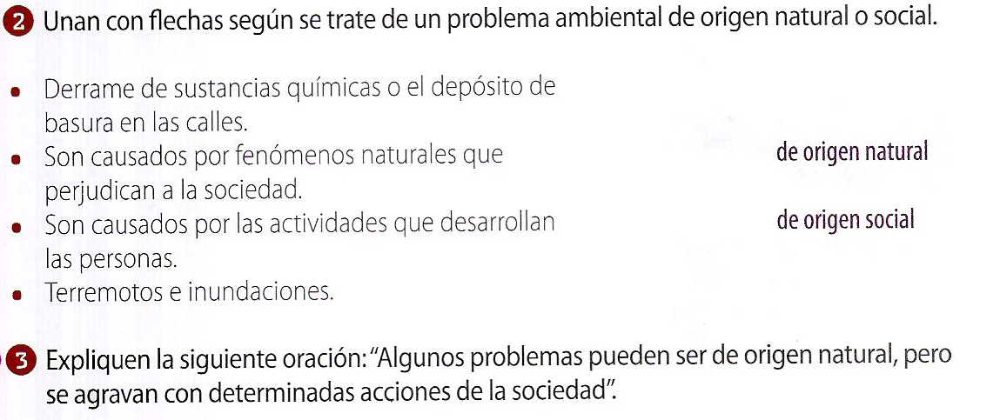 2 Unan con flechas según se trate de un problema ambiental de origen natural o social.
• Derrame de sustancias químicas o el depósito de
basura en las calles.
• Son causados por fenómenos naturales que
perjudican a la sociedad.
de origen natural
• Son causados por las actividades que desarrollan
las personas.
de origen social
• Terremotos e inundaciones.
3 Expliquen la siguiente oración: “Algunos problemas pueden ser de origen natural, pero
se agravan con determinadas acciones de la sociedad”.